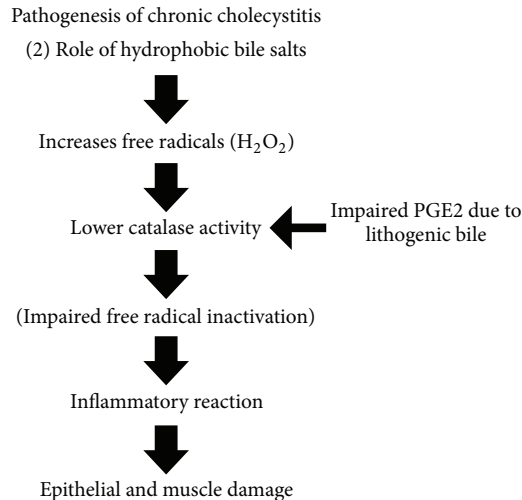 Pathogenesis of chronic cholecystitis
(2) Role of hydrophobic bile salts
Increases free radicals (H₂O₂)
Lower catalase activity
Impaired PGE2 due to
lithogenic bile
(Impaired free radical inactivation)
Inflammatory reaction
Epithelial and muscle damage